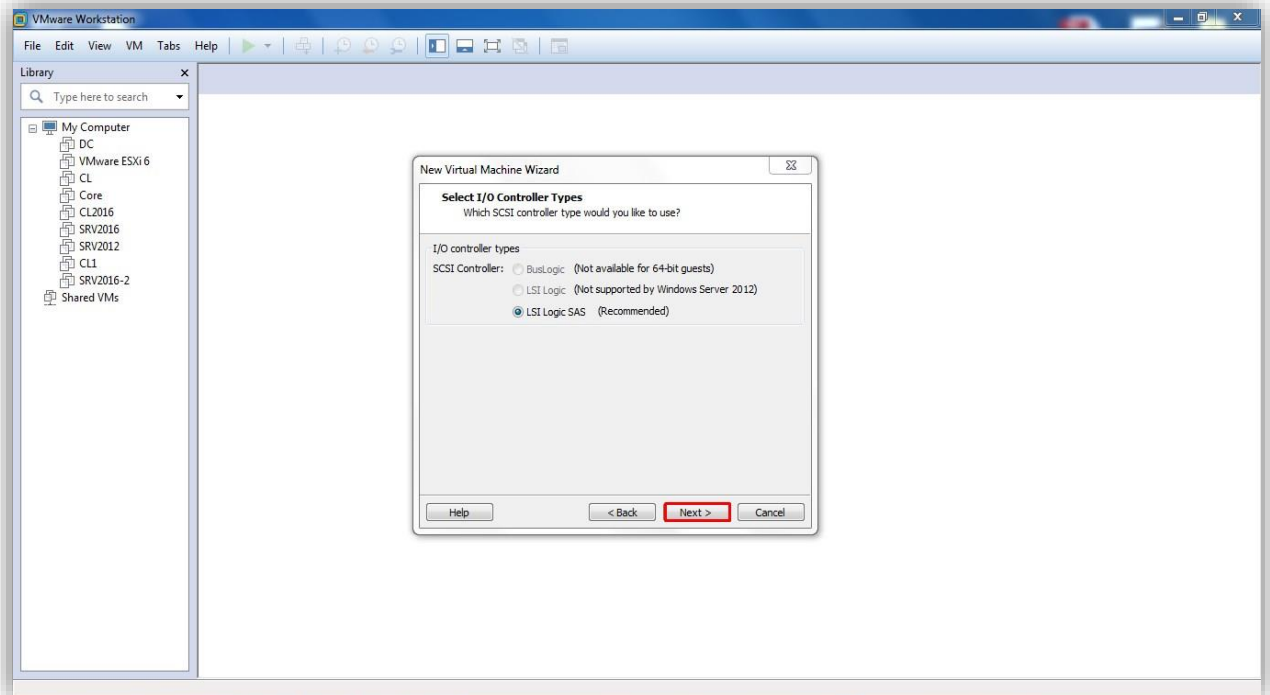 VMware Workstation
File Edit View VM Tabs Help
Library x
Type here to search
My Computer
DC
VMware ESXi 6
CL
Core
CL2016
SRV2016
SRV2012
CL1
SRV2016-2
Shared VMs
New Virtual Machine Wizard
Select I/O Controller Types
Which SCSI controller type would you like to use?
I/O controller types
SCSI Controller: BusLogic (Not available for 64-bit guests)
LSI Logic (Not supported by Windows Server 2012)
LSI Logic SAS (Recommended)
Help < Back Next > Cancel